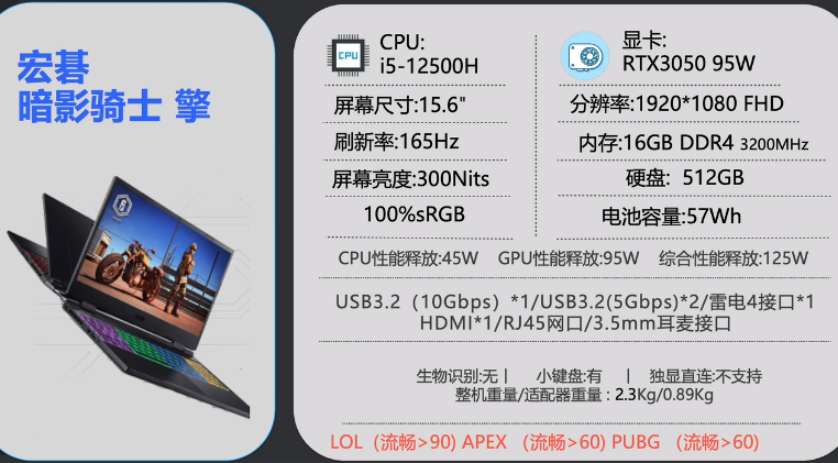 宏碁
暗影骑士 擎
CPU
CPU:
i5-12500H
显卡:
RTX3050 95W
屏幕尺寸:15.6"
分辨率:1920*1080 FHD
刷新率:165Hz
内存:16GB DDR4 3200MHz
屏幕亮度:300Nits
硬盘: 512GB
100%sRGB
电池容量:57Wh
CPU性能释放:45W GPU性能释放:95W 综合性能释放:125W
USB3.2（10Gbps）*1/USB3.2(5Gbps)*2/雷电4接口*1
HDMI*1/RJ45网口/3.5mm耳麦接口
生物识别:无 | 小键盘:有 | 独显直连:不支持
整机重量/适配器重量 : 2.3Kg/0.89Kg
LOL（流畅>90) APEX （流畅>60) PUBG （流畅>60)